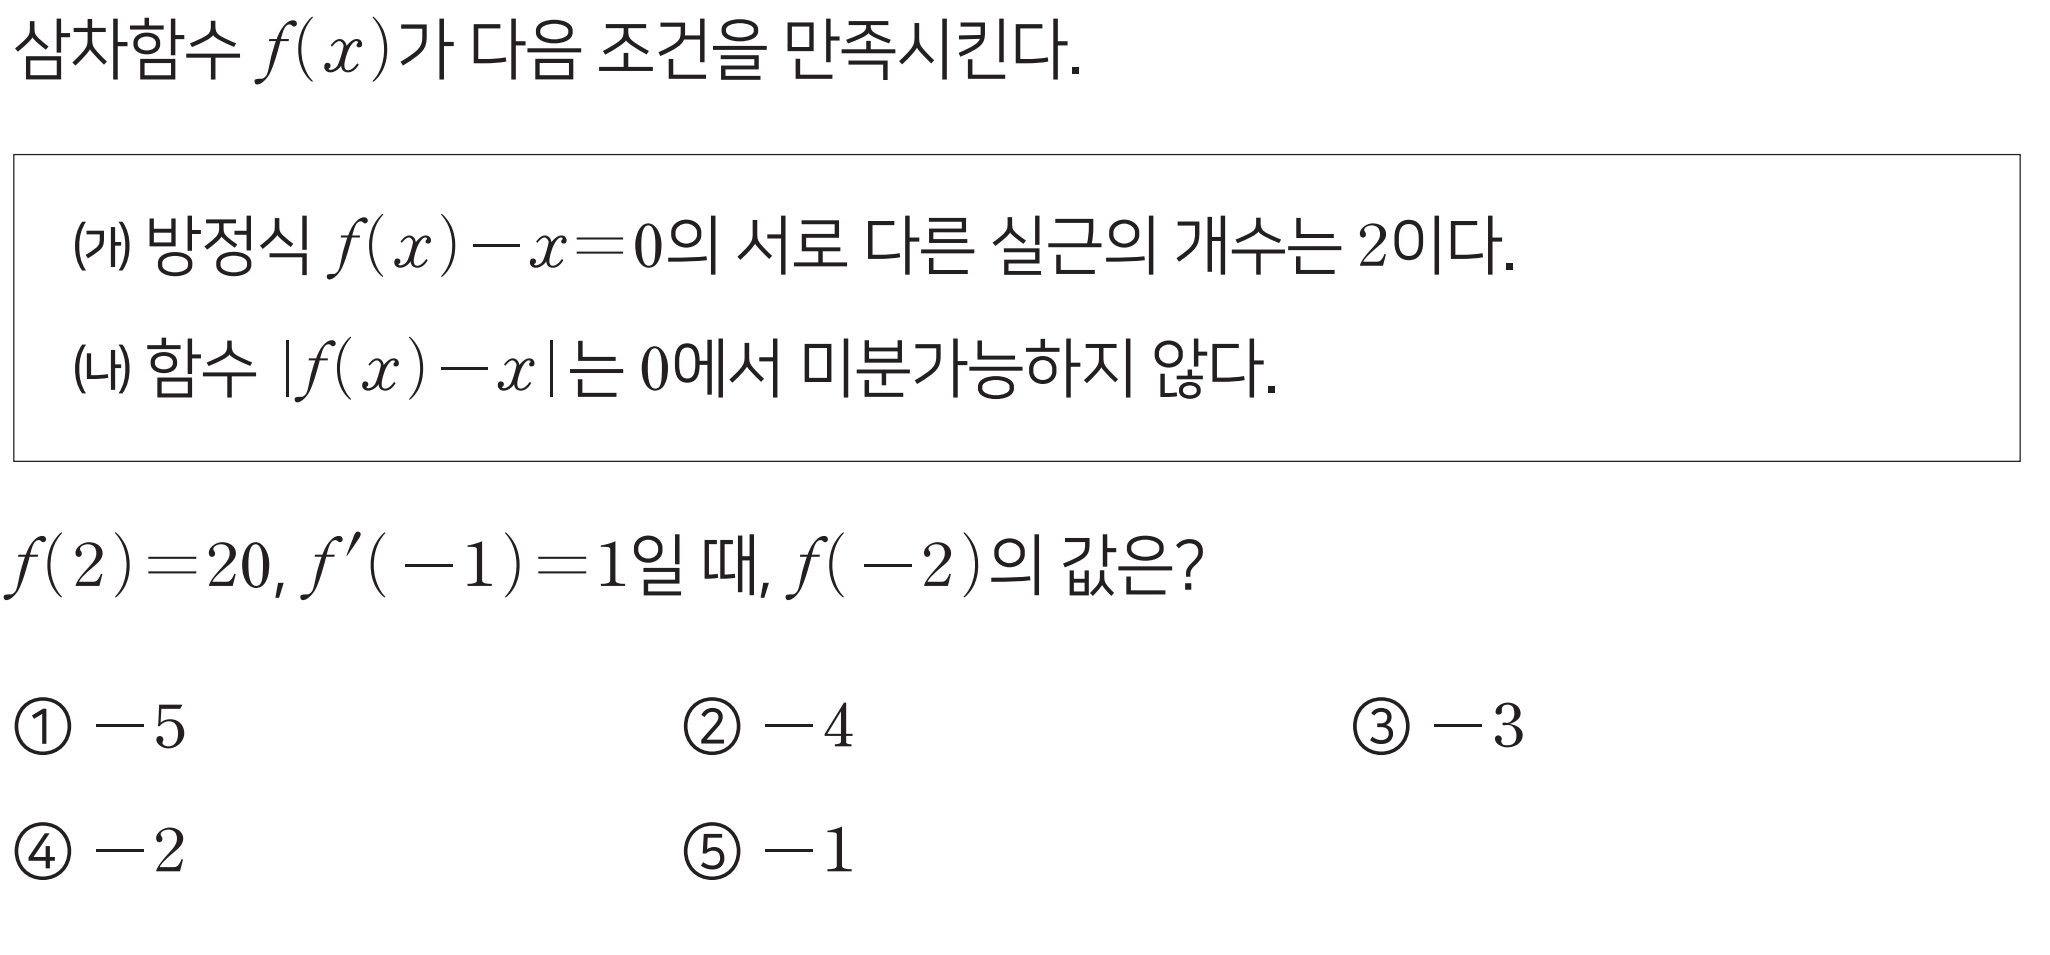 삼차함수 f(x)가 다음 조건을 만족시킨다.
㈎ 방정식 f(x)-x=0의 서로 다른 실근의 개수는 2이다.
㈏ 함수 |f(x)-x|는 0에서 미분가능하지 않다.
f(2)=20, f′(-1)=1일 때, f(-2)의 값은?
① -5 ② -4 ③ -3
④ -2 ⑤ -1